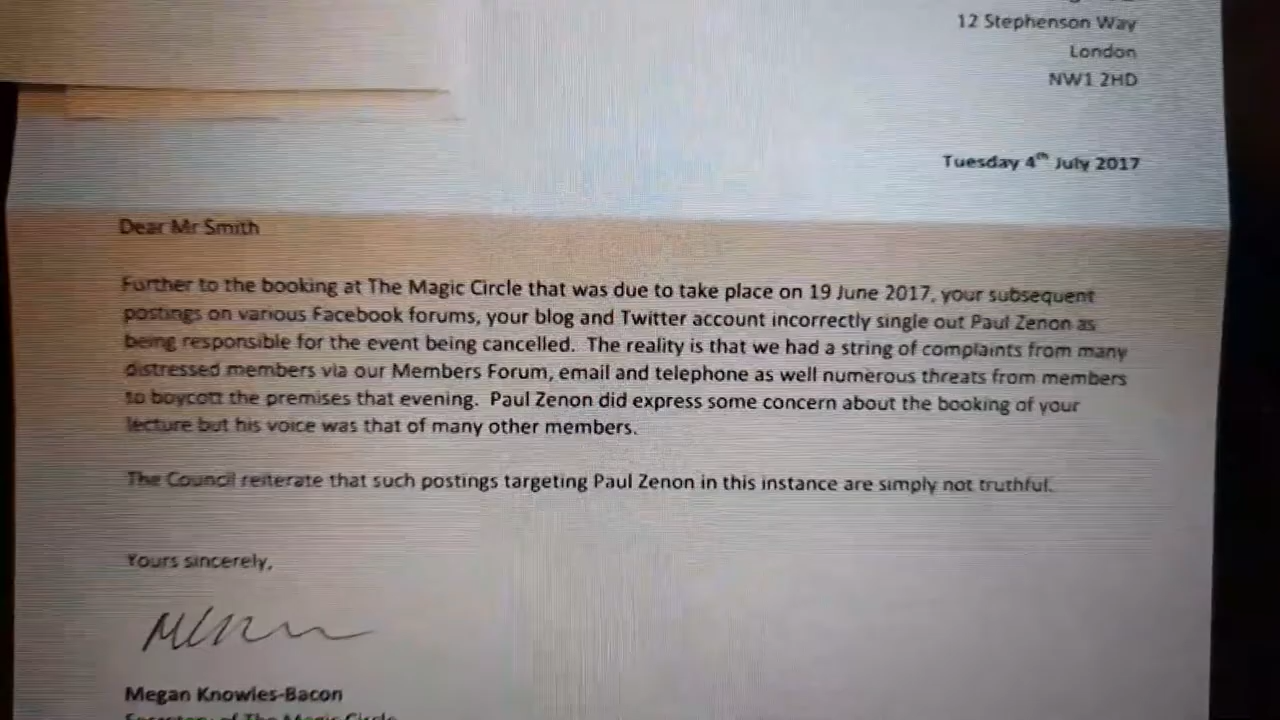 12 Stephenson Way
London
NW1 2HD
Tuesday 4th July 2017
Dear Mr Smith
Further to the booking at The Magic Circle that was due to take place on 19 June 2017, your subsequent
postings on various Facebook forums, your blog and Twitter account incorrectly single out Paul Zenon as
being responsible for the event being cancelled. The reality is that we had a string of complaints from many
distressed members via our Members Forum, email and telephone as well numerous threats from members
to boycott the premises that evening. Paul Zenon did express some concern about the booking of your
lecture but his voice was that of many other members.
The Council reiterate that such postings targeting Paul Zenon in this instance are simply not truthful.
Yours sincerely,
Megan Knowles-Bacon
Secretary of The Magic Circle